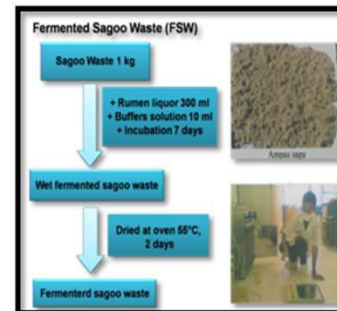 Fermented Sagoo Waste (FSW)
Sagoo Waste 1 kg
+ Rumen liquor 300 ml
+ Buffers solution 10 ml
+ Incubation 7 days
Ampas sagu
Wet fermented sagoo waste
Dried at oven 55°C,
2 days
Fermenterd sagoo waste